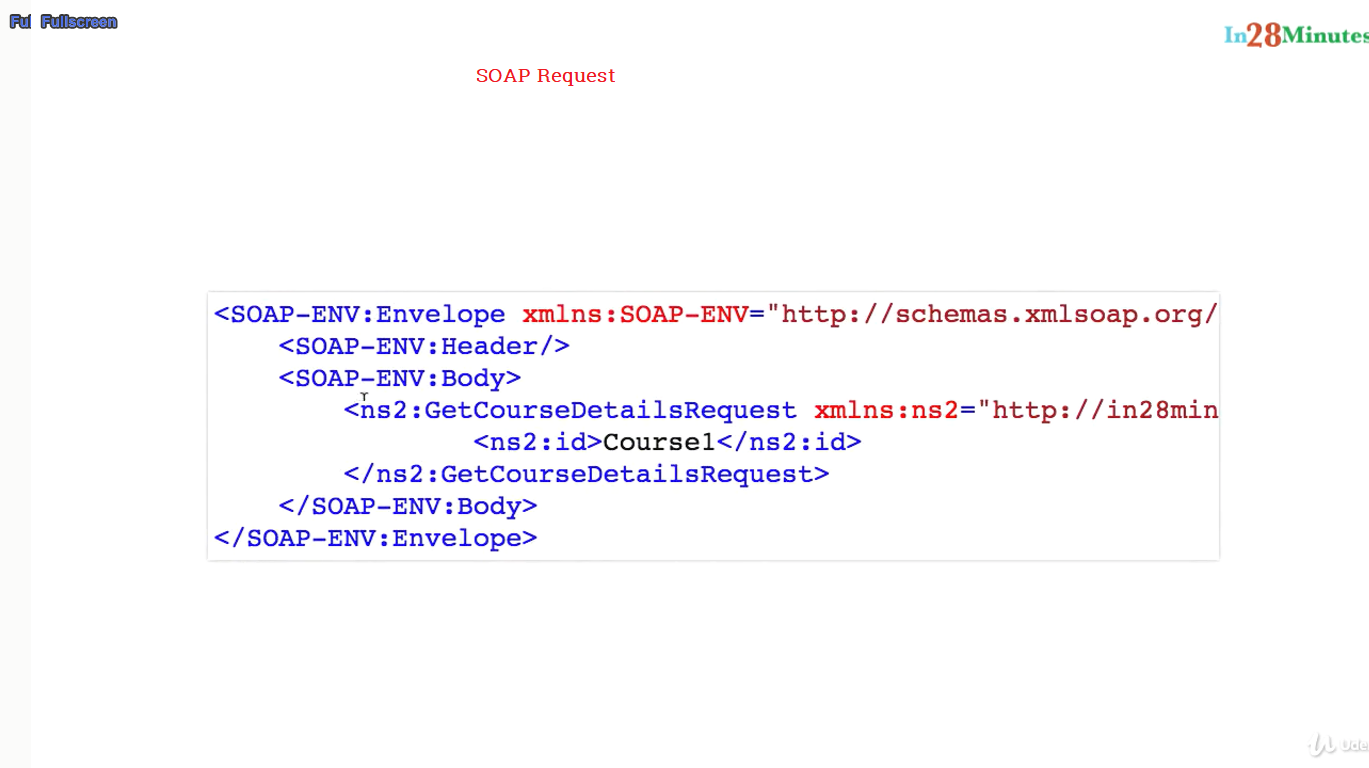 Ful Fullscreen
In28Minutes
SOAP Request
<SOAP-ENV:Envelope xmlns:SOAP-ENV="http://schemas.xmlsoap.org/
<SOAP-ENV:Header/>
<SOAP-ENV:Body>
<ns2:GetCourseDetailsRequest xmlns:ns2="http://in28min
<ns2:id>Course1</ns2:id>
</ns2:GetCourseDetailsRequest>
</SOAP-ENV:Body>
</SOAP-ENV:Envelope>
Ude